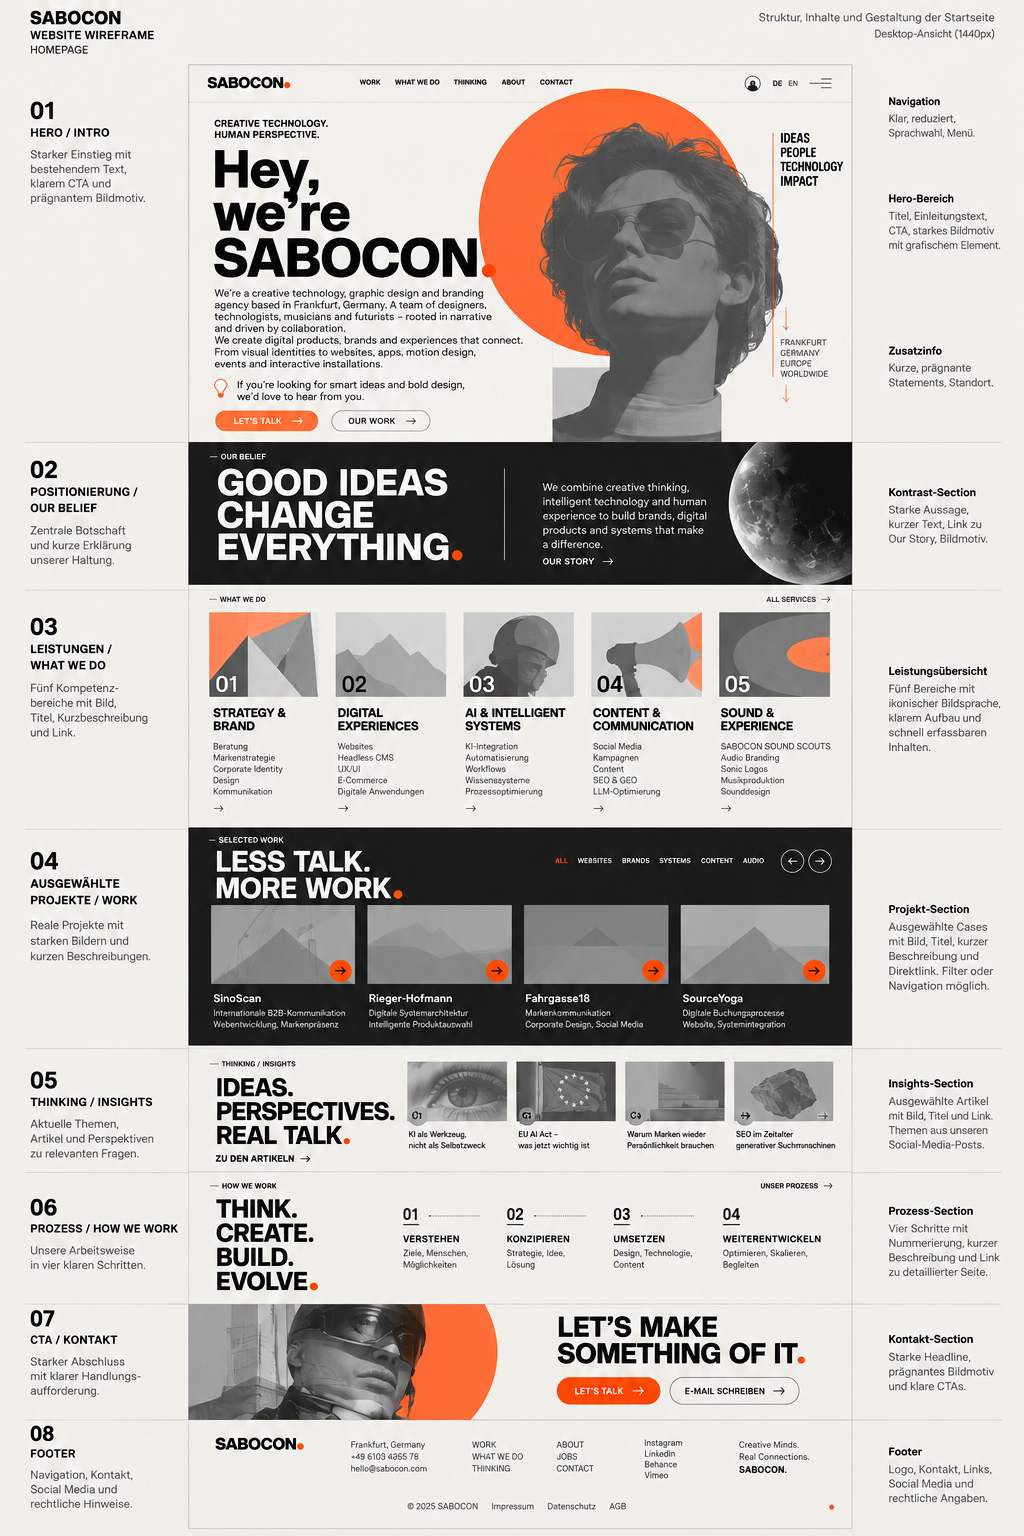 SABOCON
WEBSITE WIREFRAME
HOMEPAGE
Struktur, Inhalte und Gestaltung der Startseite
Desktop-Ansicht (1440px)
01
HERO / INTRO
Starker Einstieg mit
bestehendem Text,
klarem CTA und
prägnantem Bildmotiv.
SABOCON.
WORK
WHAT WE DO
THINKING
ABOUT
CONTACT
DE EN
CREATIVE TECHNOLOGY.
HUMAN PERSPECTIVE.
Hey,
we're
SABOCON.
We're a creative technology, graphic design and branding
agency based in Frankfurt, Germany. A team of designers,
technologists, musicians and futurists – rooted in narrative
and driven by collaboration.
We create digital products, brands and experiences that connect.
From visual identities to websites, apps, motion design,
events and interactive installations.
If you're looking for smart ideas and bold design,
we'd love to hear from you.
LET'S TALK →
OUR WORK →
IDEAS
PEOPLE
TECHNOLOGY
IMPACT
FRANKFURT
GERMANY
EUROPE
WORLDWIDE
Navigation
Klar, reduziert,
Sprachwahl, Menü.
Hero-Bereich
Titel, Einleitungstext,
CTA, starkes Bildmotiv
mit grafischem Element.
Zusatzinfo
Kurze, prägnante
Statements, Standort.
02
POSITIONIERUNG /
OUR BELIEF
Zentrale Botschaft
und kurze Erklärung
unserer Haltung.
— OUR BELIEF
GOOD IDEAS
CHANGE
EVERYTHING.
We combine creative thinking,
intelligent technology and human
experience to build brands, digital
products and systems that make
a difference.
OUR STORY →
Kontrast-Section
Starke Aussage,
kurzer Text, Link zu
Our Story, Bildmotiv.
03
LEISTUNGEN /
WHAT WE DO
Fünf Kompetenz-
bereiche mit Bild,
Titel, Kurzbeschreibung
und Link.
— WHAT WE DO
ALL SERVICES →
01
STRATEGY &
BRAND
Beratung
Markenstrategie
Corporate Identity
Design
Kommunikation
→
02
DIGITAL
EXPERIENCES
Websites
Headless CMS
UX/UI
E-Commerce
Digitale Anwendungen
→
03
AI & INTELLIGENT
SYSTEMS
KI-Integration
Automatisierung
Workflows
Wissenssysteme
Prozessoptimierung
→
04
CONTENT &
COMMUNICATION
Social Media
Kampagnen
Content
SEO & GEO
LLM-Optimierung
→
05
SOUND &
EXPERIENCE
SABOCON SOUND SCOUTS
Audio Branding
Sonic Logos
Musikproduktion
Sounddesign
→
Leistungsübersicht
Fünf Bereiche mit
ikonischer Bildsprache,
klarem Aufbau und
schnell erfassbaren
Inhalten.
04
AUSGEWÄHLTE
PROJEKTE / WORK
Reale Projekte mit
starken Bildern und
kurzen Beschreibungen.
— SELECTED WORK
LESS TALK.
MORE WORK.
ALL
WEBSITES
BRANDS
SYSTEMS
CONTENT
AUDIO
SinoScan
Internationale B2B-Kommunikation
Webentwicklung, Markenpräsenz
Rieger-Hofmann
Digitale Systemarchitektur
Intelligente Produktauswahl
Fahrgasse18
Markenkommunikation
Corporate Design, Social Media
SourceYoga
Digitale Buchungsprozesse
Website, Systemintegration
Projekt-Section
Ausgewählte Cases
mit Bild, Titel, kurzer
Beschreibung und
Direktlink. Filter oder
Navigation möglich.
05
THINKING / INSIGHTS
Aktuelle Themen,
Artikel und Perspektiven
zu relevanten Fragen.
— THINKING / INSIGHTS
IDEAS.
PERSPECTIVES.
REAL TALK.
ZU DEN ARTIKELN →
KI als Werkzeug,
nicht als Selbstzweck
EU AI Act –
was jetzt wichtig ist
Warum Marken wieder
Persönlichkeit brauchen
SEO im Zeitalter
generativer
Insights-Section
Ausgewählte Artikel
mit Bild, Titel und Link.
Themen aus unseren
Social-Media-Posts.
06
PROZESS / HOW WE WORK
Unsere Arbeitsweise
in vier klaren Schritten.
— HOW WE WORK
UNSER PROZESS →
THINK.
CREATE.
BUILD.
EVOLVE.
01
VERSTEHEN
Ziele, Menschen,
Möglichkeiten
02
KONZIPIEREN
Strategie, Idee,
Lösung
03
UMSETZEN
Design, Technologie,
Content
04
WEITERENTWICKELN
Optimieren, Skalieren,
Begleiten
Prozess-Section
Vier Schritte mit
Nummerierung, kurzer
Beschreibung und Link
zu detaillierter Seite.
07
CTA / KONTAKT
Starker Abschluss
mit klarer Handlungs-
aufforderung.
LET'S MAKE
SOMETHING OF IT.
LET'S TALK →
E-MAIL SCHREIBEN →
Kontakt-Section
Starke Headline,
prägnantes Bildmotiv
und klare CTAs.
08
FOOTER
Navigation, Kontakt,
Social Media und
rechtliche Hinweise.
SABOCON.
Frankfurt, Germany
+49 6103 4355 78
hello@sabocon.com
WORK
WHAT WE DO
THINKING
ABOUT
JOBS
CONTACT
Instagram
LinkedIn
Behance
Vimeo
Creative Minds.
Real Connections.
SABOCON.
© 2025 SABOCON
Impressum
Datenschutz
AGB
Footer
Logo, Kontakt, Links,
Social Media und
rechtliche Angaben.